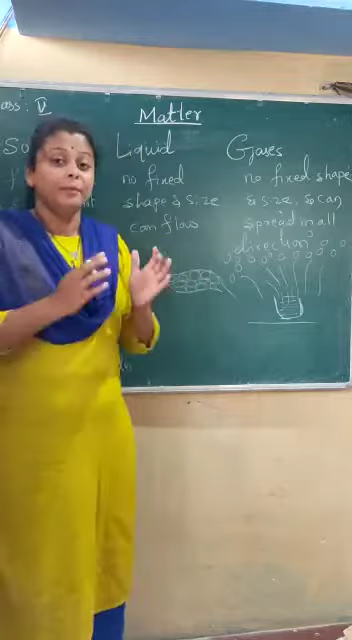 ass: V
Matter
So
Liquid
no fixed
shape & size
can flow
Gases
no fixed shape
& size, & can
spread in all
direction